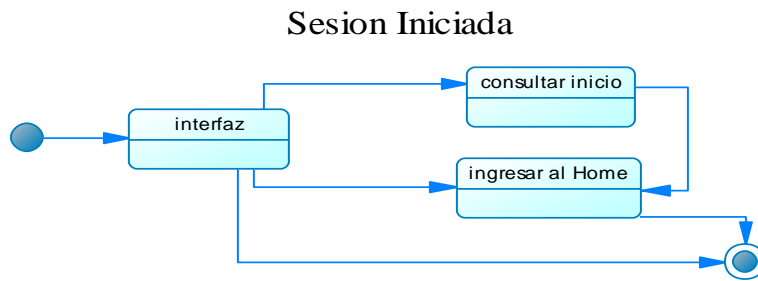 Sesion Iniciada
consultar inicio
interfaz
ingresar al Home